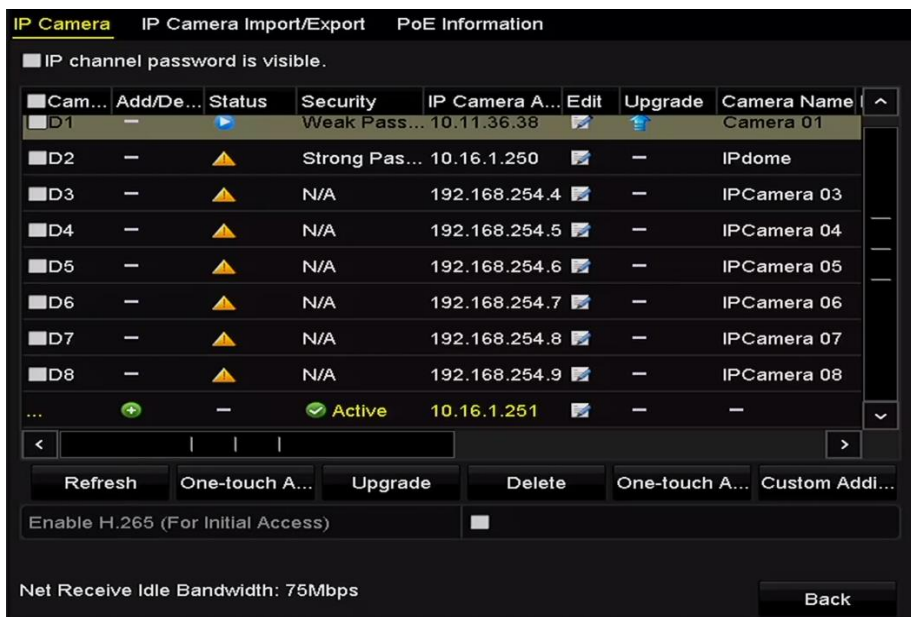 IP Camera IP Camera Import/Export PoE Information
IP channel password is visible.
Cam... Add/De... Status Security IP Camera A... Edit Upgrade Camera Name
D1 — Weak Pass... 10.11.36.38 Camera 01
D2 — Strong Pas... 10.16.1.250 — IPdome
D3 — N/A 192.168.254.4 — IPCamera 03
D4 — N/A 192.168.254.5 — IPCamera 04
D5 — N/A 192.168.254.6 — IPCamera 05
D6 — N/A 192.168.254.7 — IPCamera 06
D7 — N/A 192.168.254.8 — IPCamera 07
D8 — N/A 192.168.254.9 — IPCamera 08
... — Active 10.16.1.251 — —
Refresh One-touch A... Upgrade Delete One-touch A... Custom Addi...
Enable H.265 (For Initial Access)
Net Receive Idle Bandwidth: 75Mbps
Back